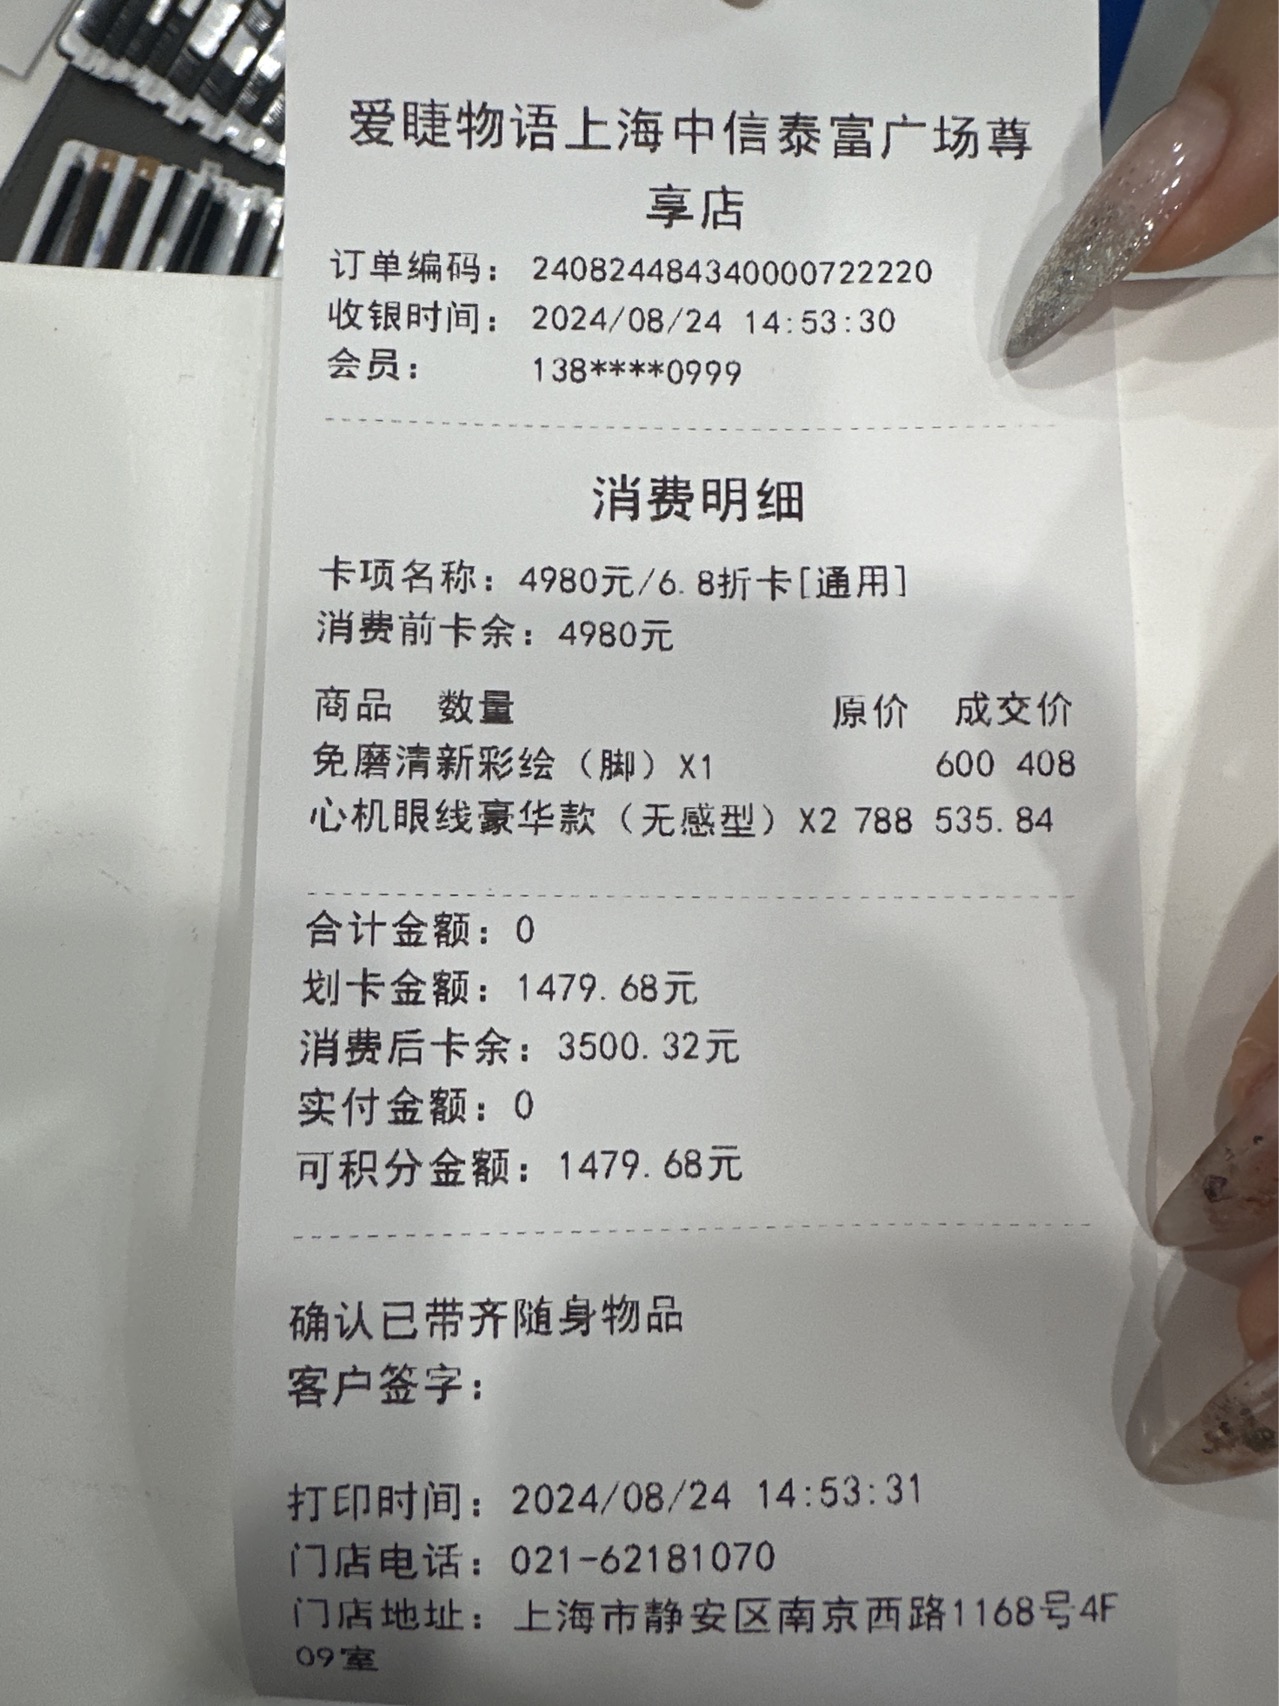 爱睫物语上海中信泰富广场尊
享店
订单编码： 240824484340000722220
收银时间： 2024/08/24 14:53:30
会员： 138****0999
消费明细
卡项名称：4980元/6.8折卡[通用]
消费前卡余：4980元
商品 数量 原价 成交价
免磨清新彩绘（脚）X1 600 408
心机眼线豪华款（无感型）X2 788 535.84
合计金额：0
划卡金额：1479.68元
消费后卡余：3500.32元
实付金额：0
可积分金额：1479.68元
确认已带齐随身物品
客户签字：
打印时间：2024/08/24 14:53:31
门店电话：021-62181070
门店地址：上海市静安区南京西路1168号4F
09室